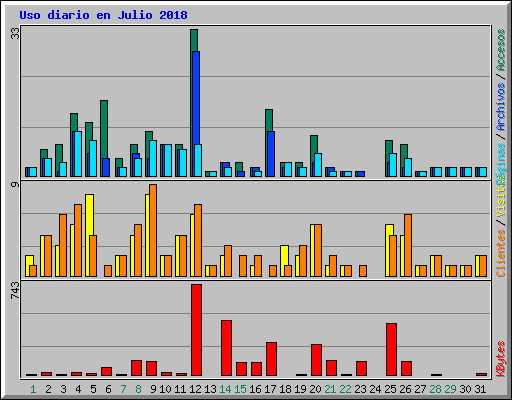 Uso diario en Julio 2018
33
9
743
Clientes / Visitas
Páginas / Archivos / Accesos
KBytes
1 2 3 4 5 6 7 8 9 10 11 12 13 14 15 16 17 18 19 20 21 22 23 24 25 26 27 28 29 30 31